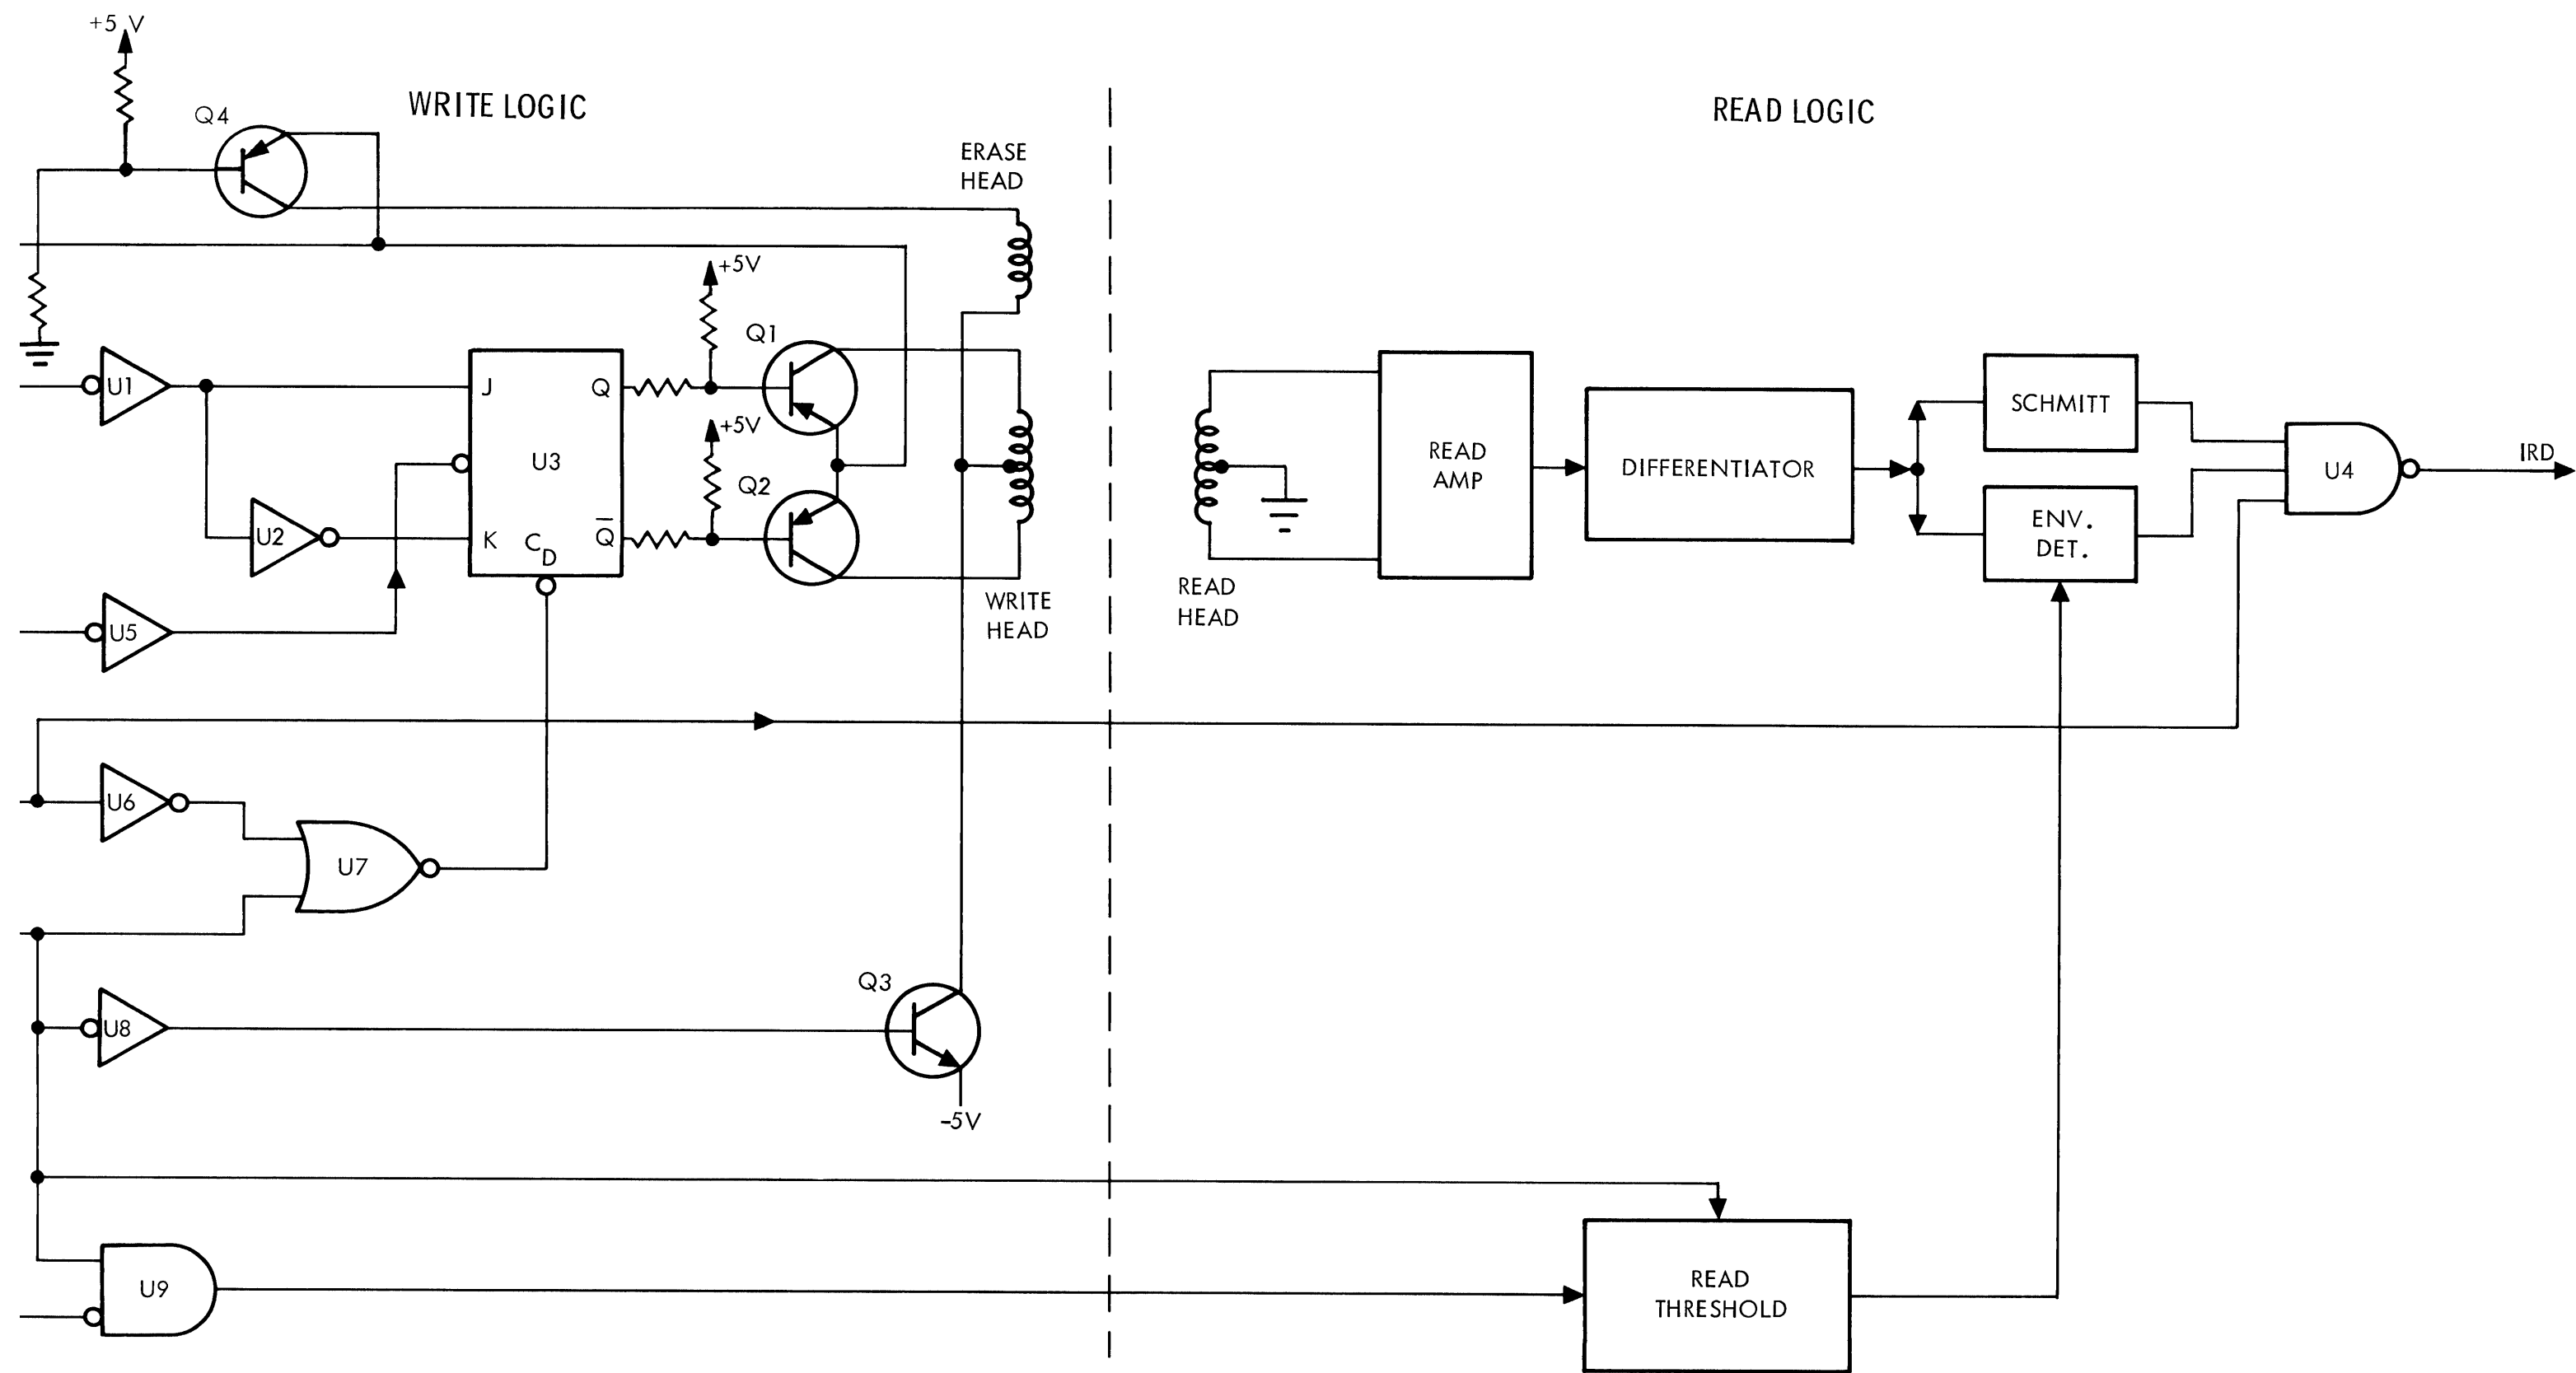 +5 V
Q4
WRITE LOGIC
READ LOGIC
ERASE
HEAD
+5V
Q1
U1
J
Q
+5V
SCHMITT
READ
AMP
DIFFERENTIATOR
U3
Q2
U4
IRD
U2
K
C_D
Q̅
ENV.
DET.
WRITE
HEAD
READ
HEAD
U5
U6
U7
Q3
U8
-5V
U9
READ
THRESHOLD